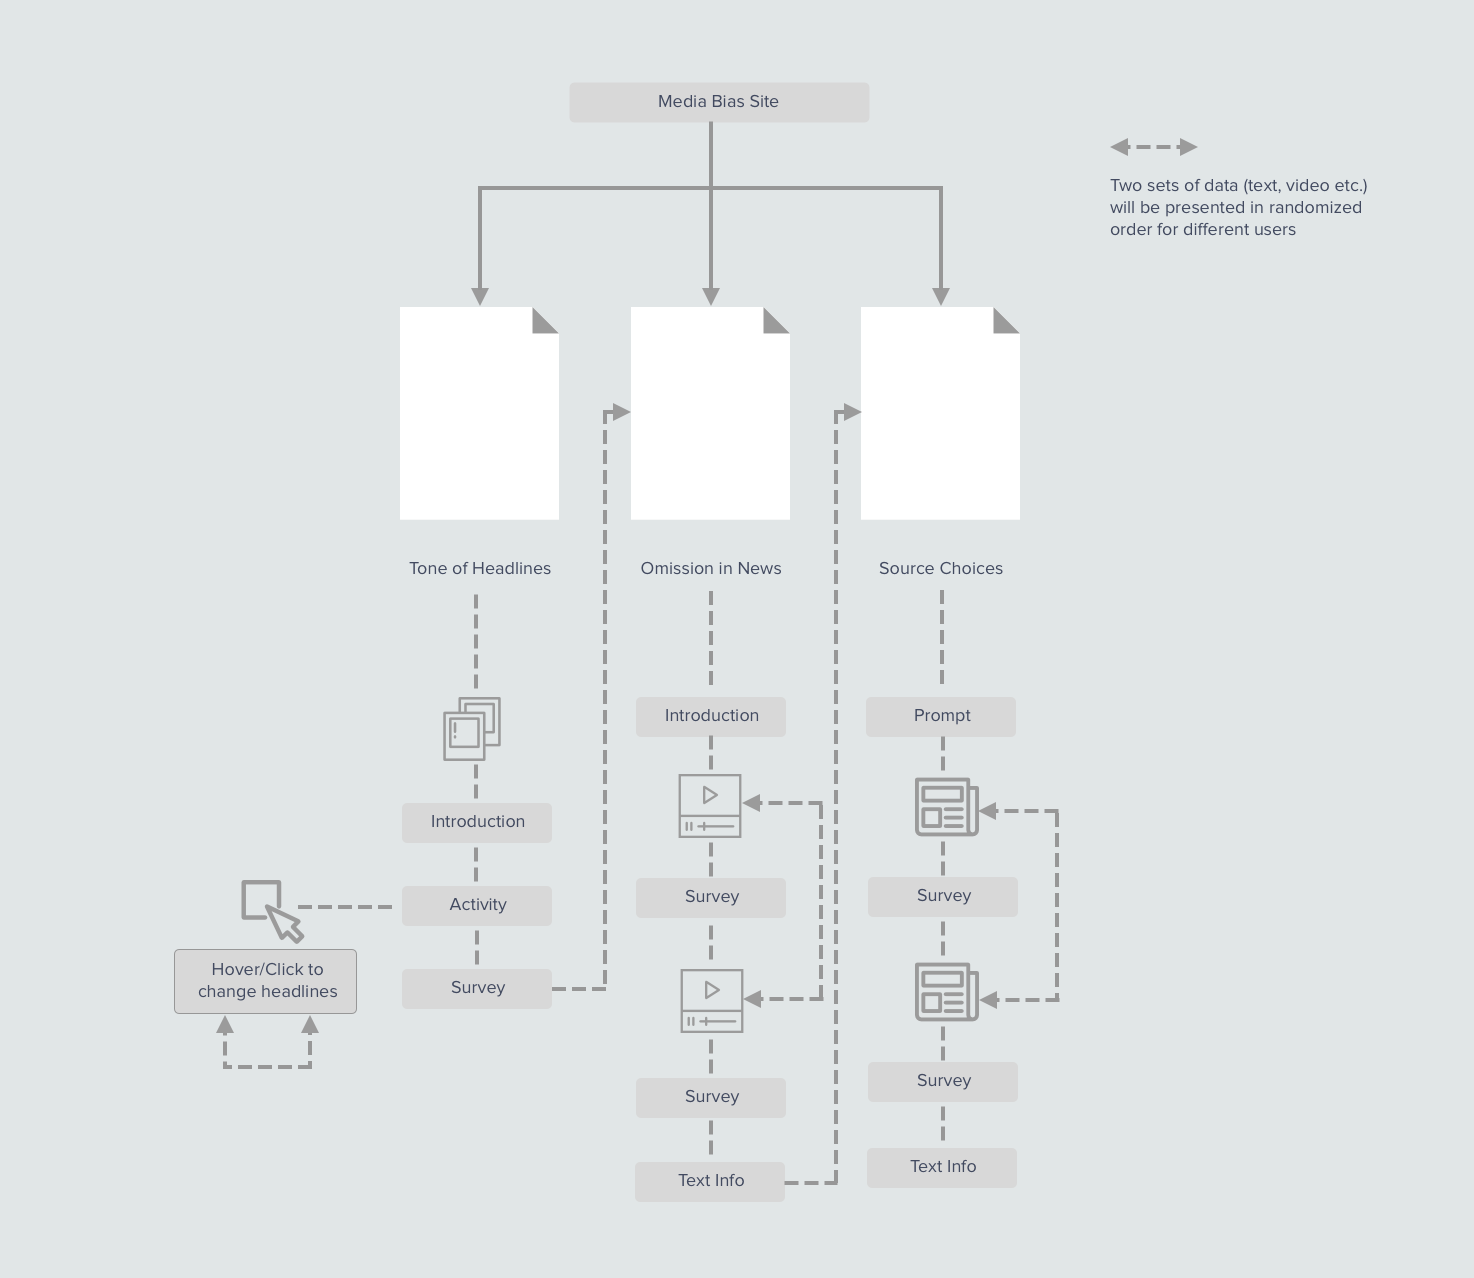 Media Bias Site
Two sets of data (text, video etc.)
will be presented in randomized
order for different users
Tone of Headlines
Omission in News
Source Choices
Introduction
Activity
Survey
Hover/Click to
change headlines
Introduction
Survey
Survey
Text Info
Prompt
Survey
Survey
Text Info